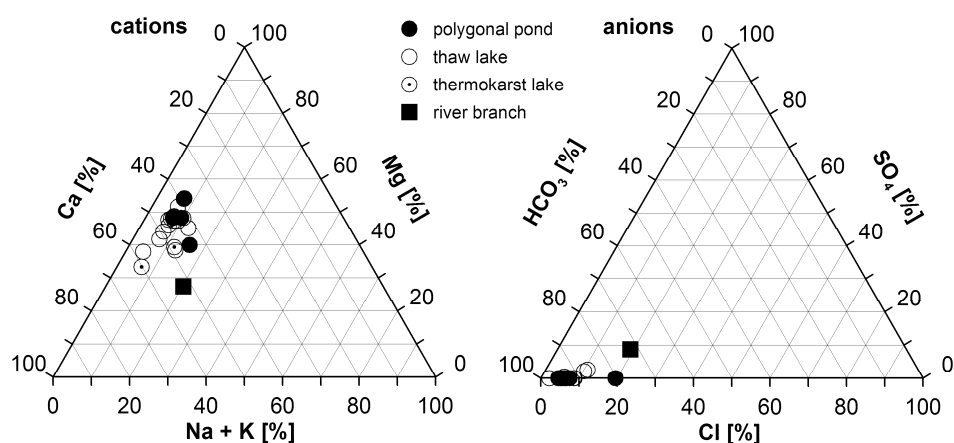 cations
polygonal pond
thaw lake
thermokarst lake
river branch
anions
0 100
20 80
40 60
60 40
80 20
100 0
Ca [%]
Mg [%]
0 20 40 60 80 100
Na + K [%]
0 100
20 80
40 60
60 40
80 20
100 0
HCO₃ [%]
SO₄ [%]
0 20 40 60 80 100
Cl [%]